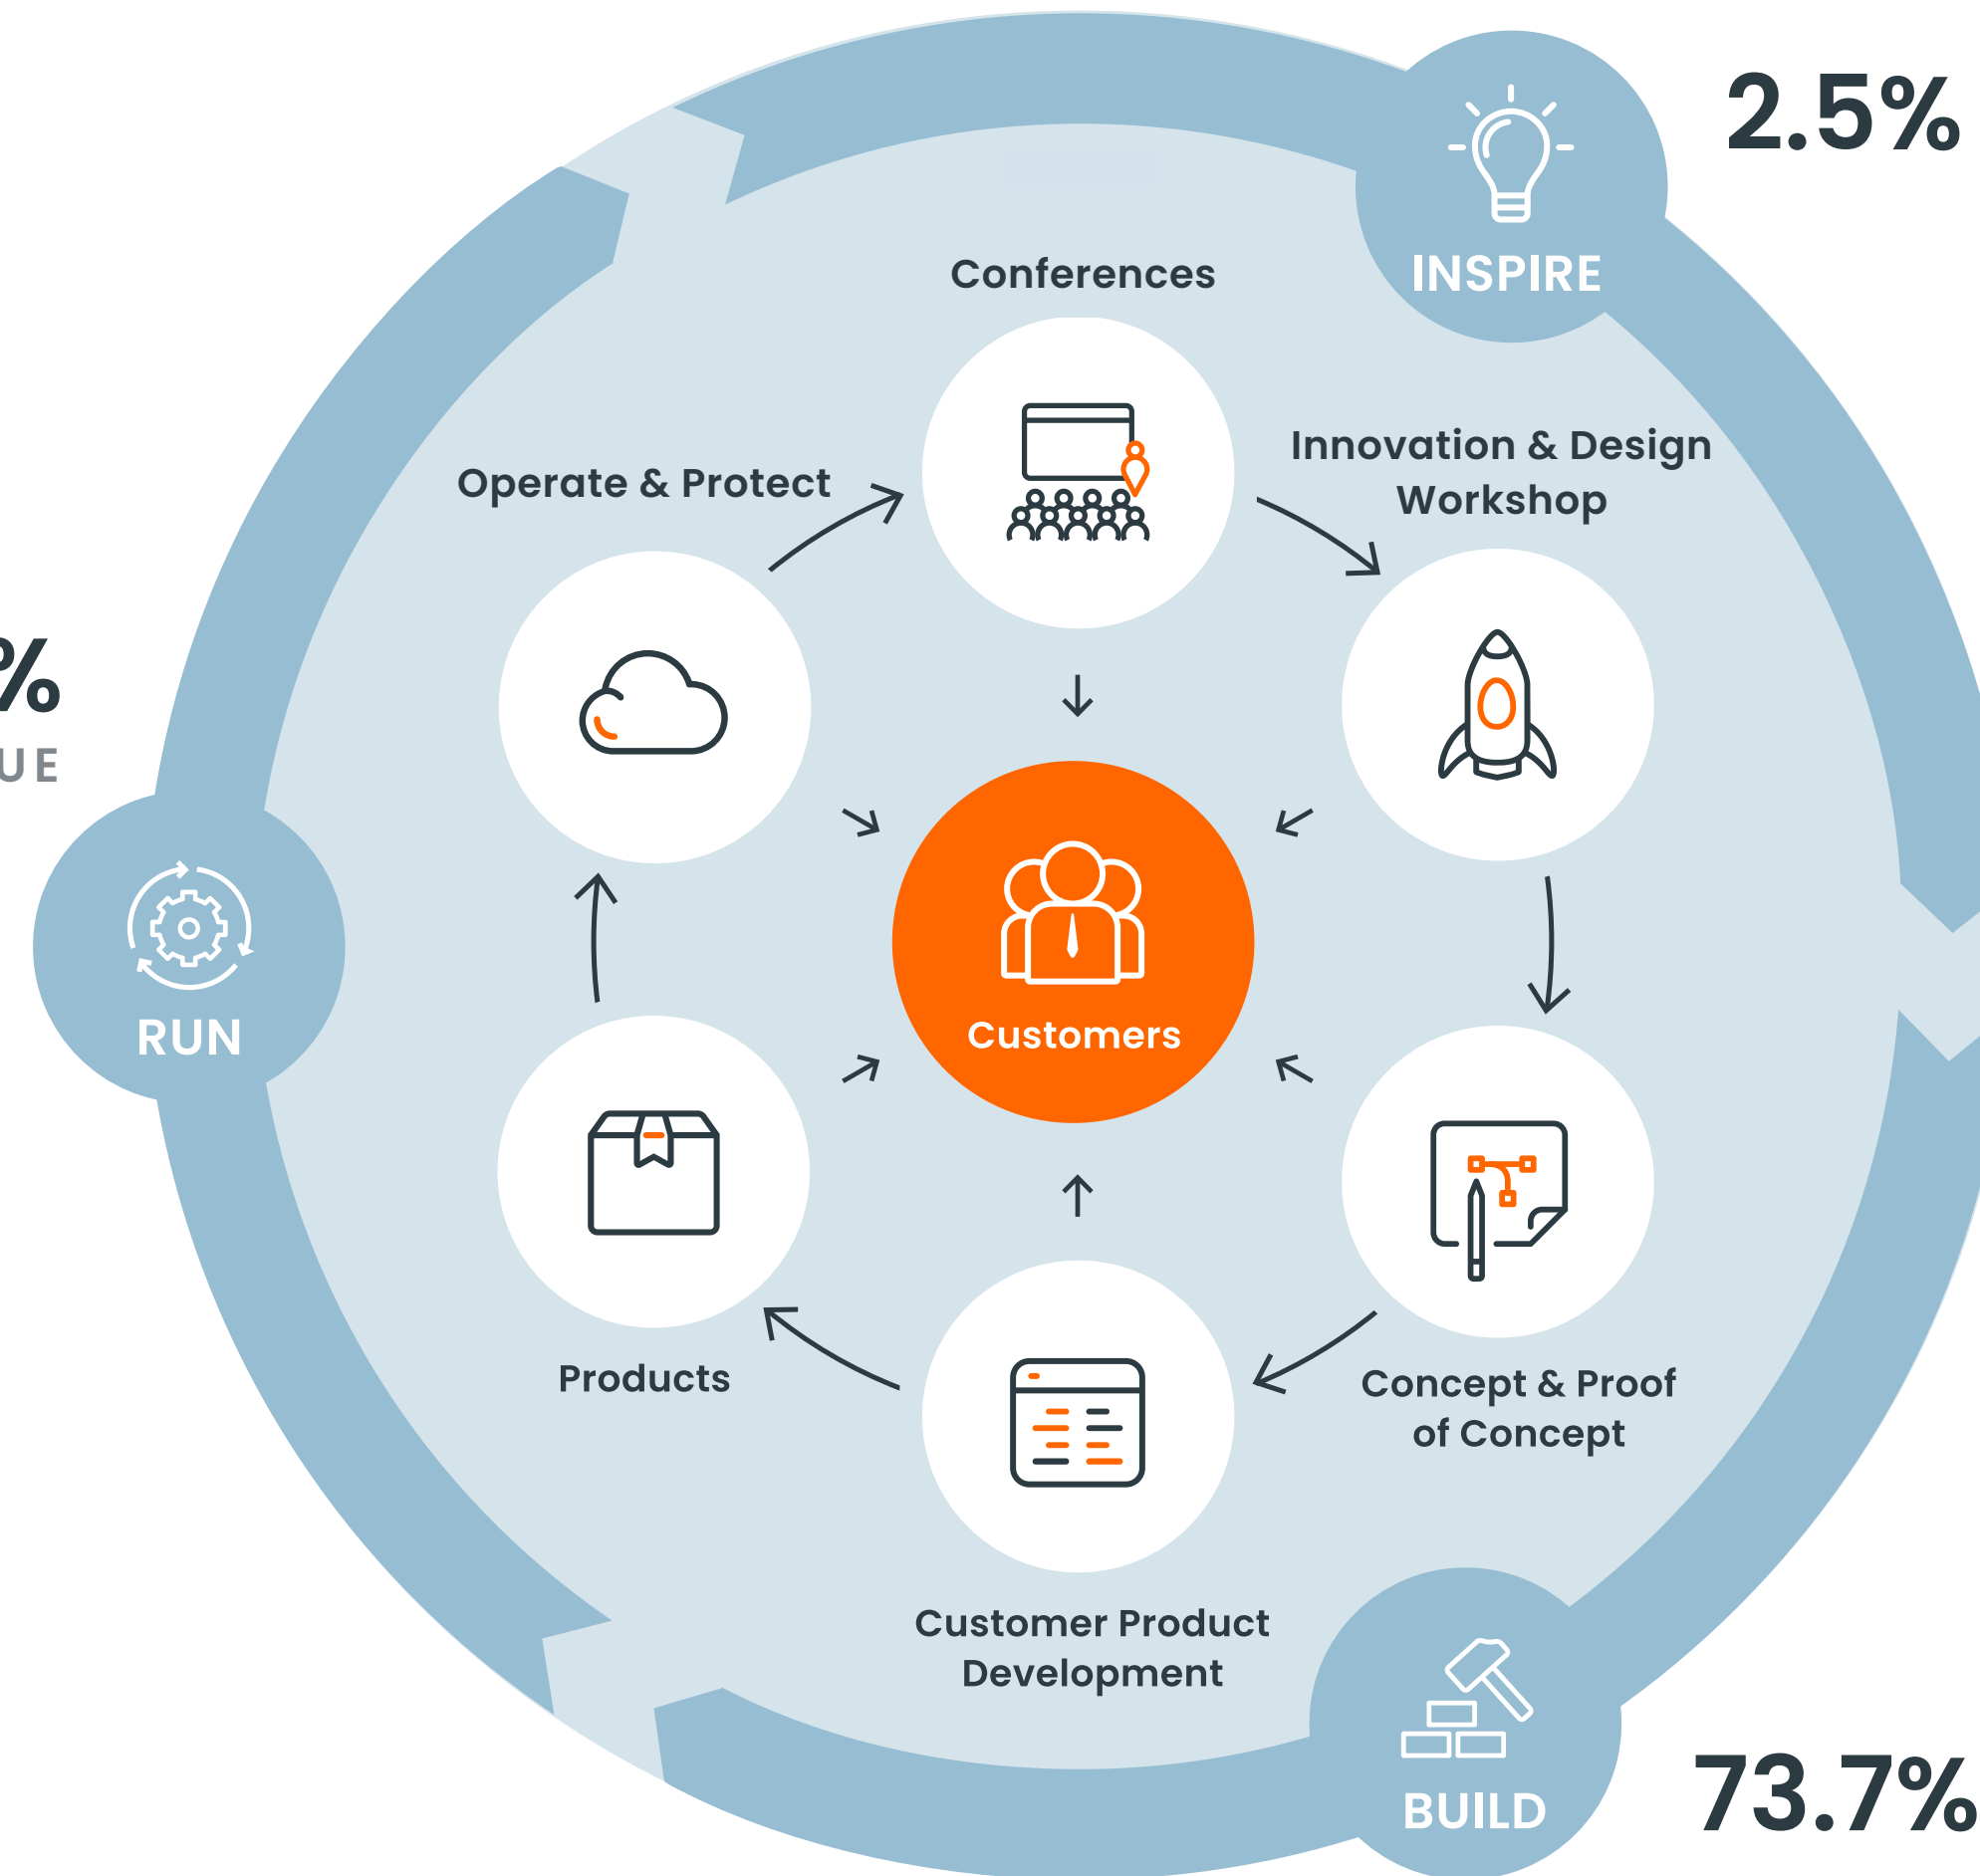 2.5%
INSPIRE
Conferences
Innovation & Design
Workshop
Operate & Protect
%
UE
RUN
Customers
Products
Concept & Proof
of Concept
Customer Product
Development
BUILD
73.7%